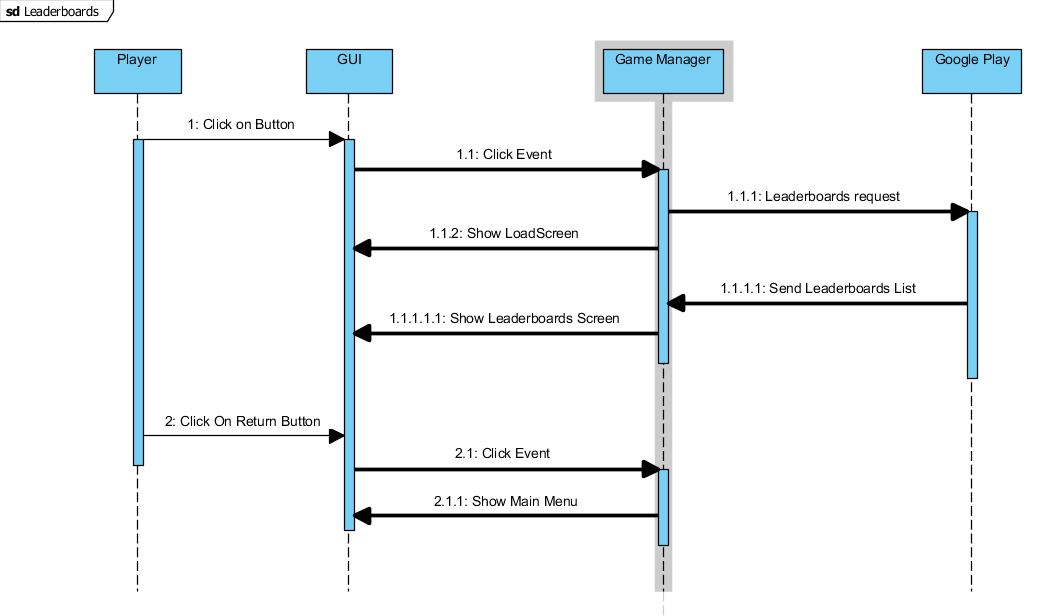 sd Leaderboards
Player
GUI
Game Manager
Google Play
1: Click on Button
1.1: Click Event
1.1.1: Leaderboards request
1.1.2: Show LoadScreen
1.1.1.1: Send Leaderboards List
1.1.1.1.1: Show Leaderboards Screen
2: Click On Return Button
2.1: Click Event
2.1.1: Show Main Menu